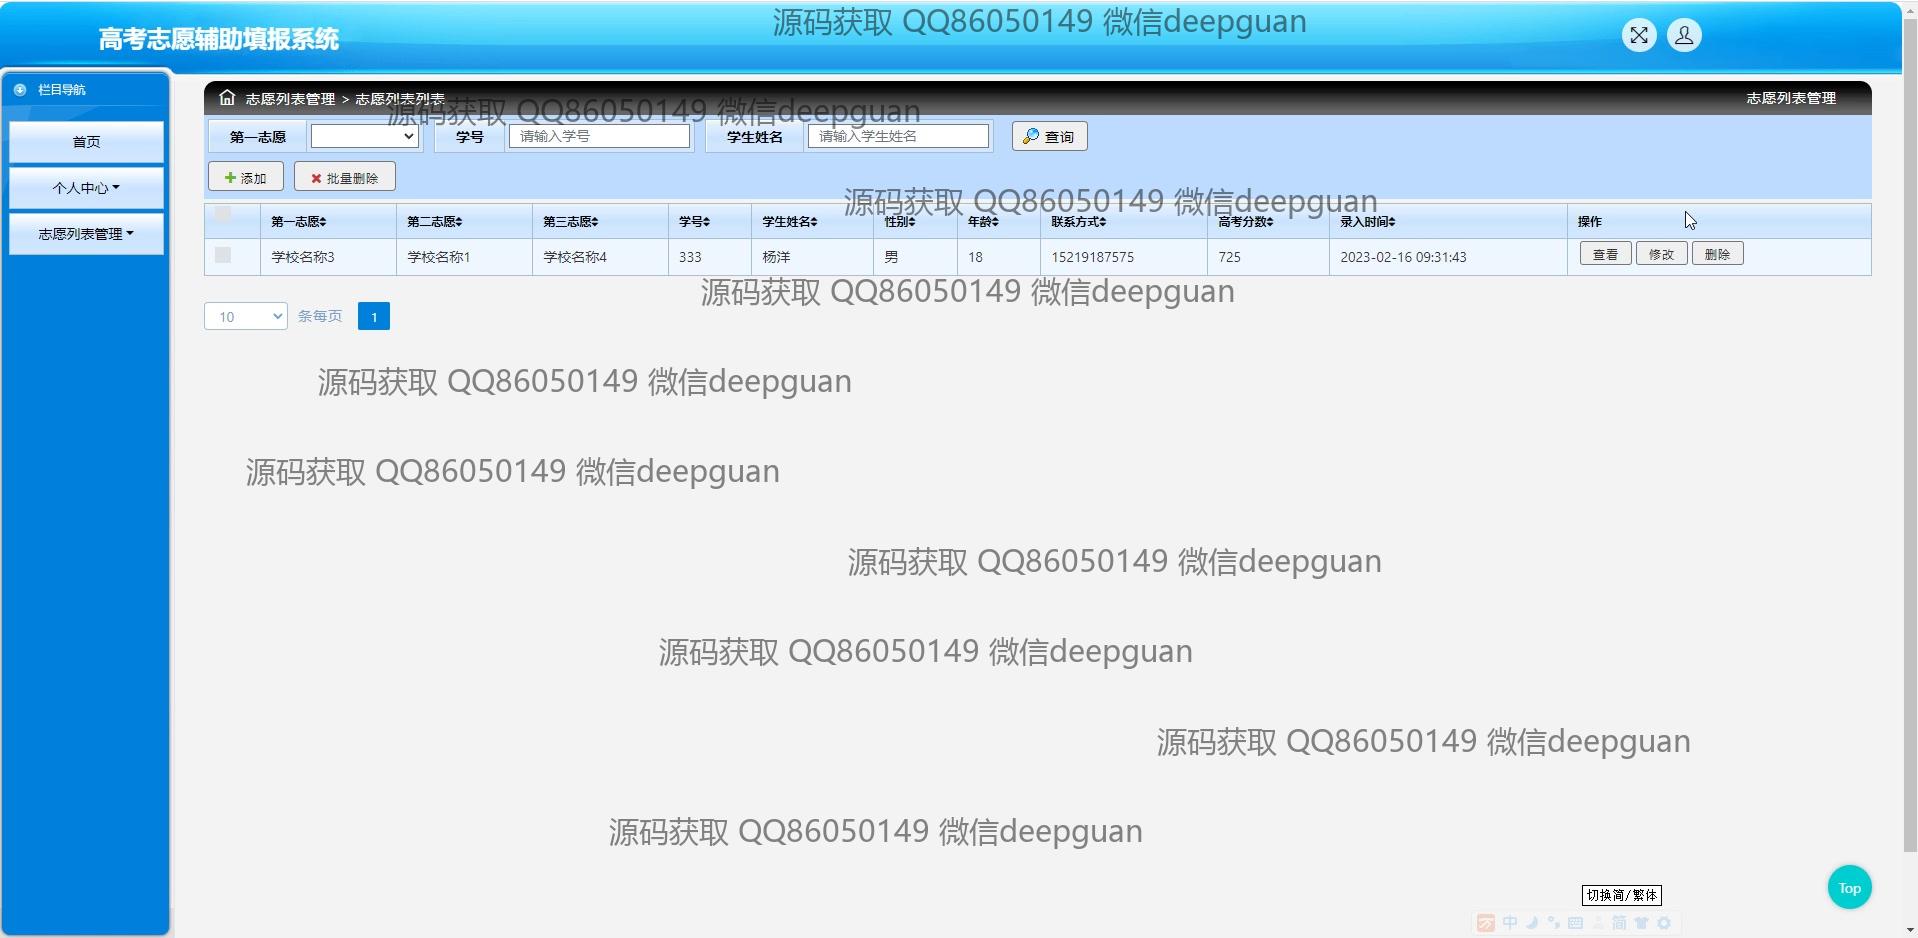 源码获取 QQ86050149 微信deepguan
高考志愿辅助填报系统
栏目导航
首页
个人中心
志愿列表管理
志愿列表管理 > 志愿列表列表
志愿列表管理
源码获取 QQ86050149 微信deepguan
第一志愿
学号 请输入学号
学生姓名 请输入学生姓名
查询
添加 批量删除
源码获取 QQ86050149 微信deepguan
第一志愿 第二志愿 第三志愿 学号 学生姓名 性别 年龄 联系方式 高考分数 录入时间 操作
学校名称3 学校名称1 学校名称4 333 杨洋 男 18 15219187575 725 2023-02-16 09:31:43 查看 修改 删除
源码获取 QQ86050149 微信deepguan
10 条每页 1
源码获取 QQ86050149 微信deepguan
源码获取 QQ86050149 微信deepguan
源码获取 QQ86050149 微信deepguan
源码获取 QQ86050149 微信deepguan
源码获取 QQ86050149 微信deepguan
源码获取 QQ86050149 微信deepguan
Top
切换简/繁体
中 简